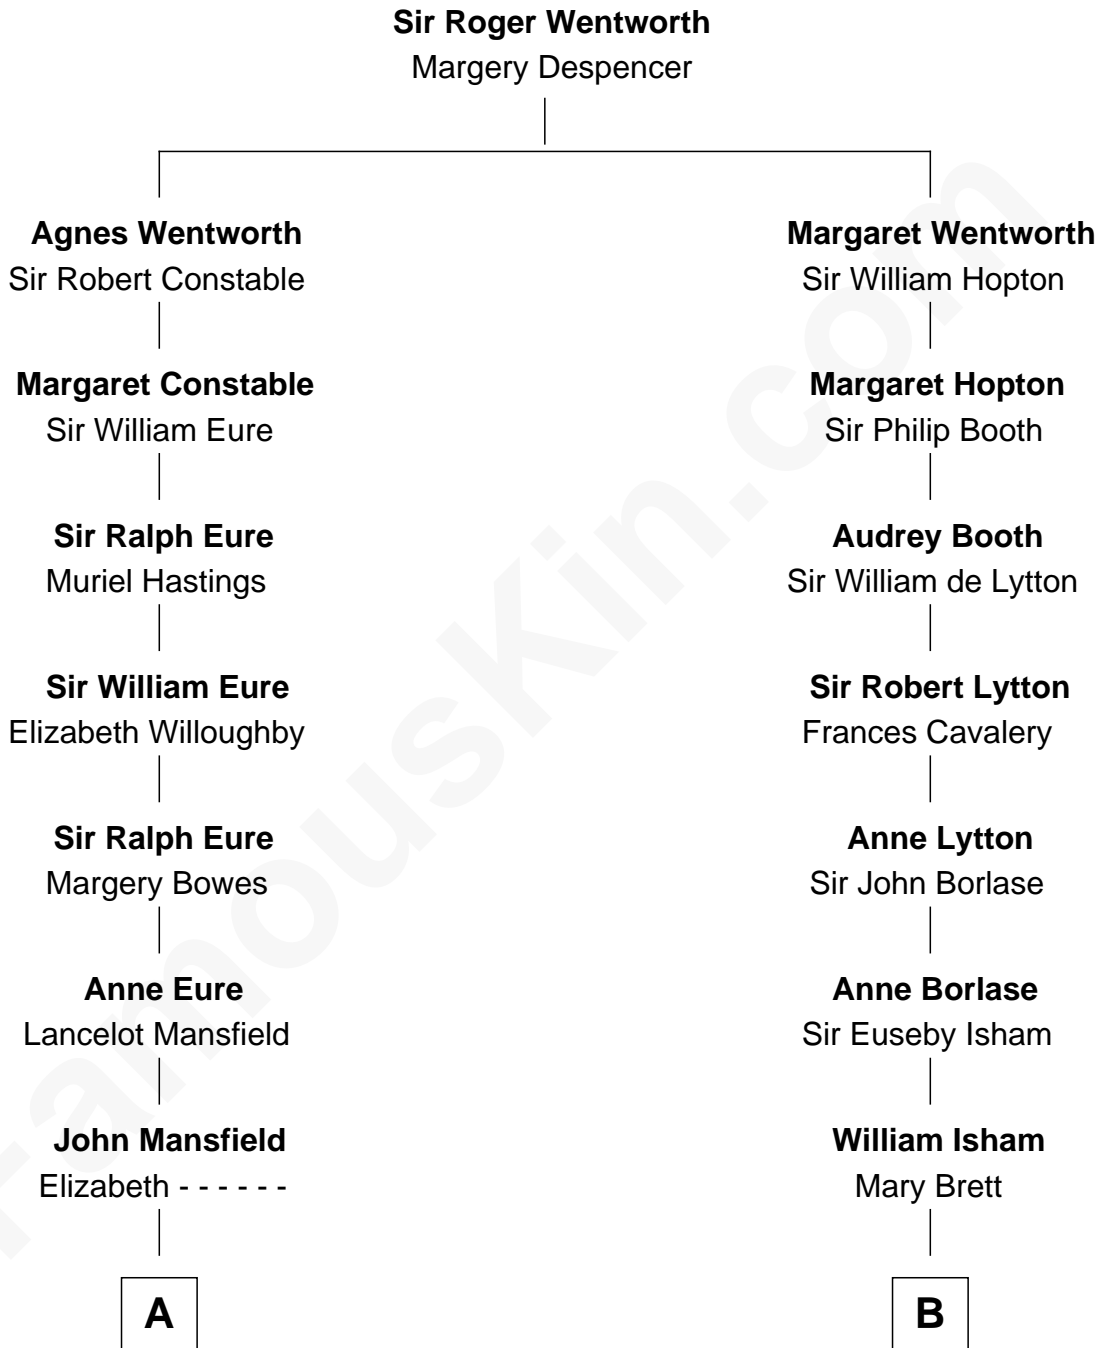 Sir Roger Wentworth
Margery Despencer
Agnes Wentworth
Sir Robert Constable
Margaret Constable
Sir William Eure
Sir Ralph Eure
Muriel Hastings
Sir William Eure
Elizabeth Willoughby
Sir Ralph Eure
Margery Bowes
Anne Eure
Lancelot Mansfield
John Mansfield
Elizabeth - - - - - -
A
Margaret Wentworth
Sir William Hopton
Margaret Hopton
Sir Philip Booth
Audrey Booth
Sir William de Lytton
Sir Robert Lytton
Frances Cavalery
Anne Lytton
Sir John Borlase
Anne Borlase
Sir Euseby Isham
William Isham
Mary Brett
B
FamousKin.com